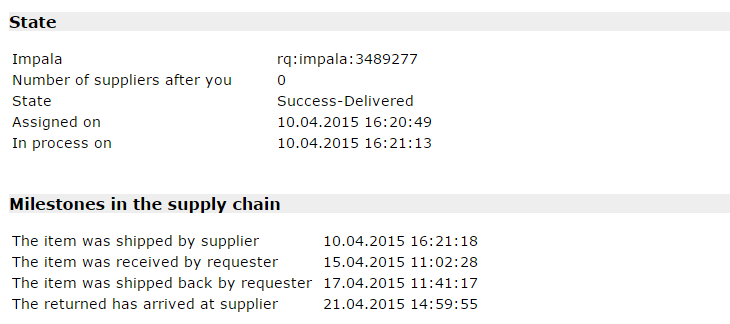 State
Impala rq:impala:3489277
Number of suppliers after you 0
State Success-Delivered
Assigned on 10.04.2015 16:20:49
In process on 10.04.2015 16:21:13
Milestones in the supply chain
The item was shipped by supplier 10.04.2015 16:21:18
The item was received by requester 15.04.2015 11:02:28
The item was shipped back by requester 17.04.2015 11:41:17
The returned has arrived at supplier 21.04.2015 14:59:55